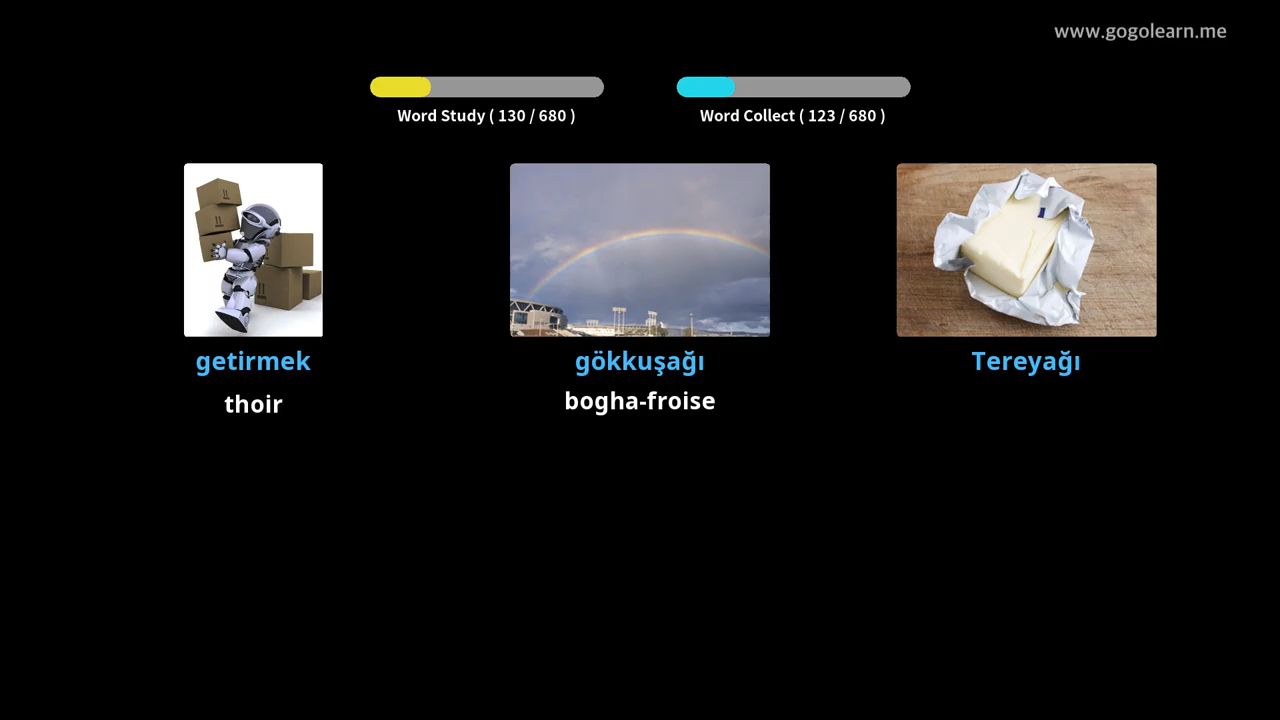 www.gogolearn.me
Word Study ( 130 / 680 )
Word Collect ( 123 / 680 )
getirmek
gökkuşağı
Tereyağı
thoir
bogha-froise